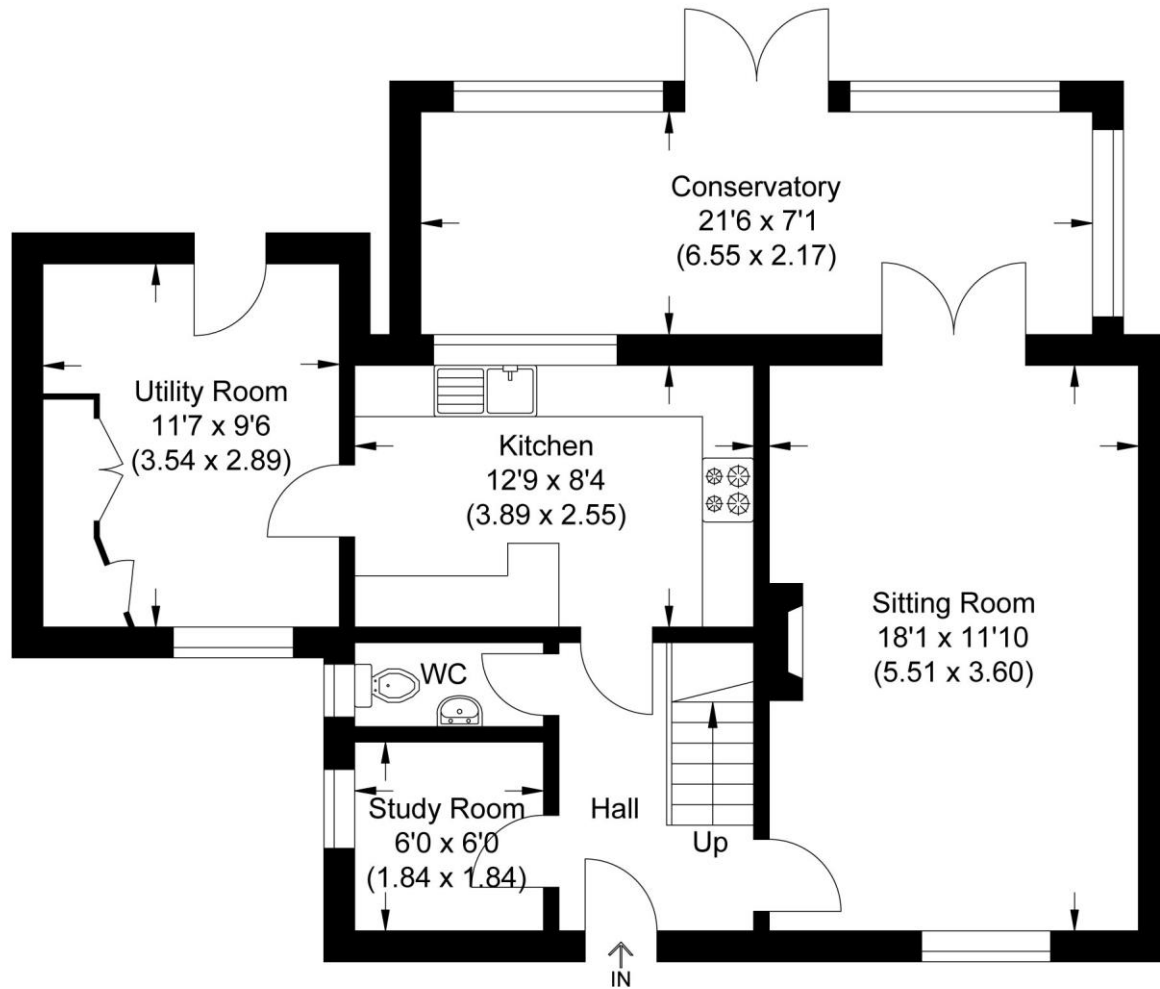 Conservatory
21'6 x 7'1
(6.55 x 2.17)
Utility Room
11'7 x 9'6
(3.54 x 2.89)
Kitchen
12'9 x 8'4
(3.89 x 2.55)
Sitting Room
18'1 x 11'10
(5.51 x 3.60)
WC
Study Room
6'0 x 6'0
(1.84 x 1.84)
Hall
Up
IN